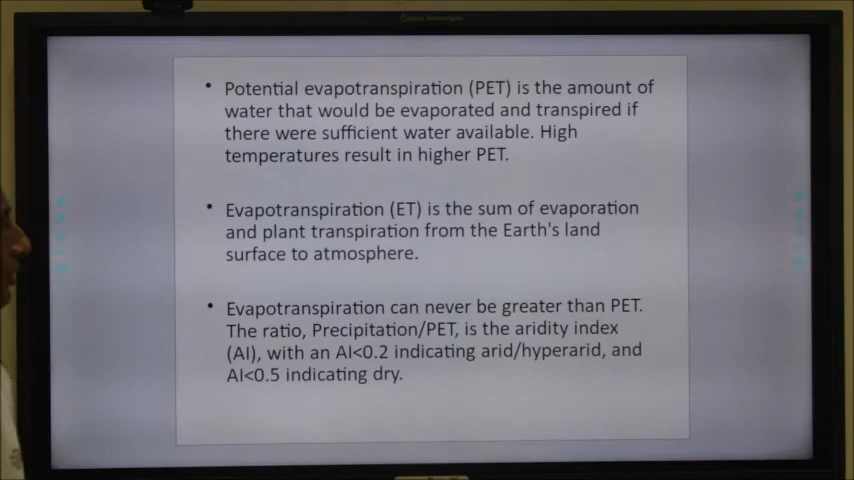 • Potential evapotranspiration (PET) is the amount of
water that would be evaporated and transpired if
there were sufficient water available. High
temperatures result in higher PET.
• Evapotranspiration (ET) is the sum of evaporation
and plant transpiration from the Earth's land
surface to atmosphere.
• Evapotranspiration can never be greater than PET.
The ratio, Precipitation/PET, is the aridity index
(AI), with an AI<0.2 indicating arid/hyperarid, and
AI<0.5 indicating dry.